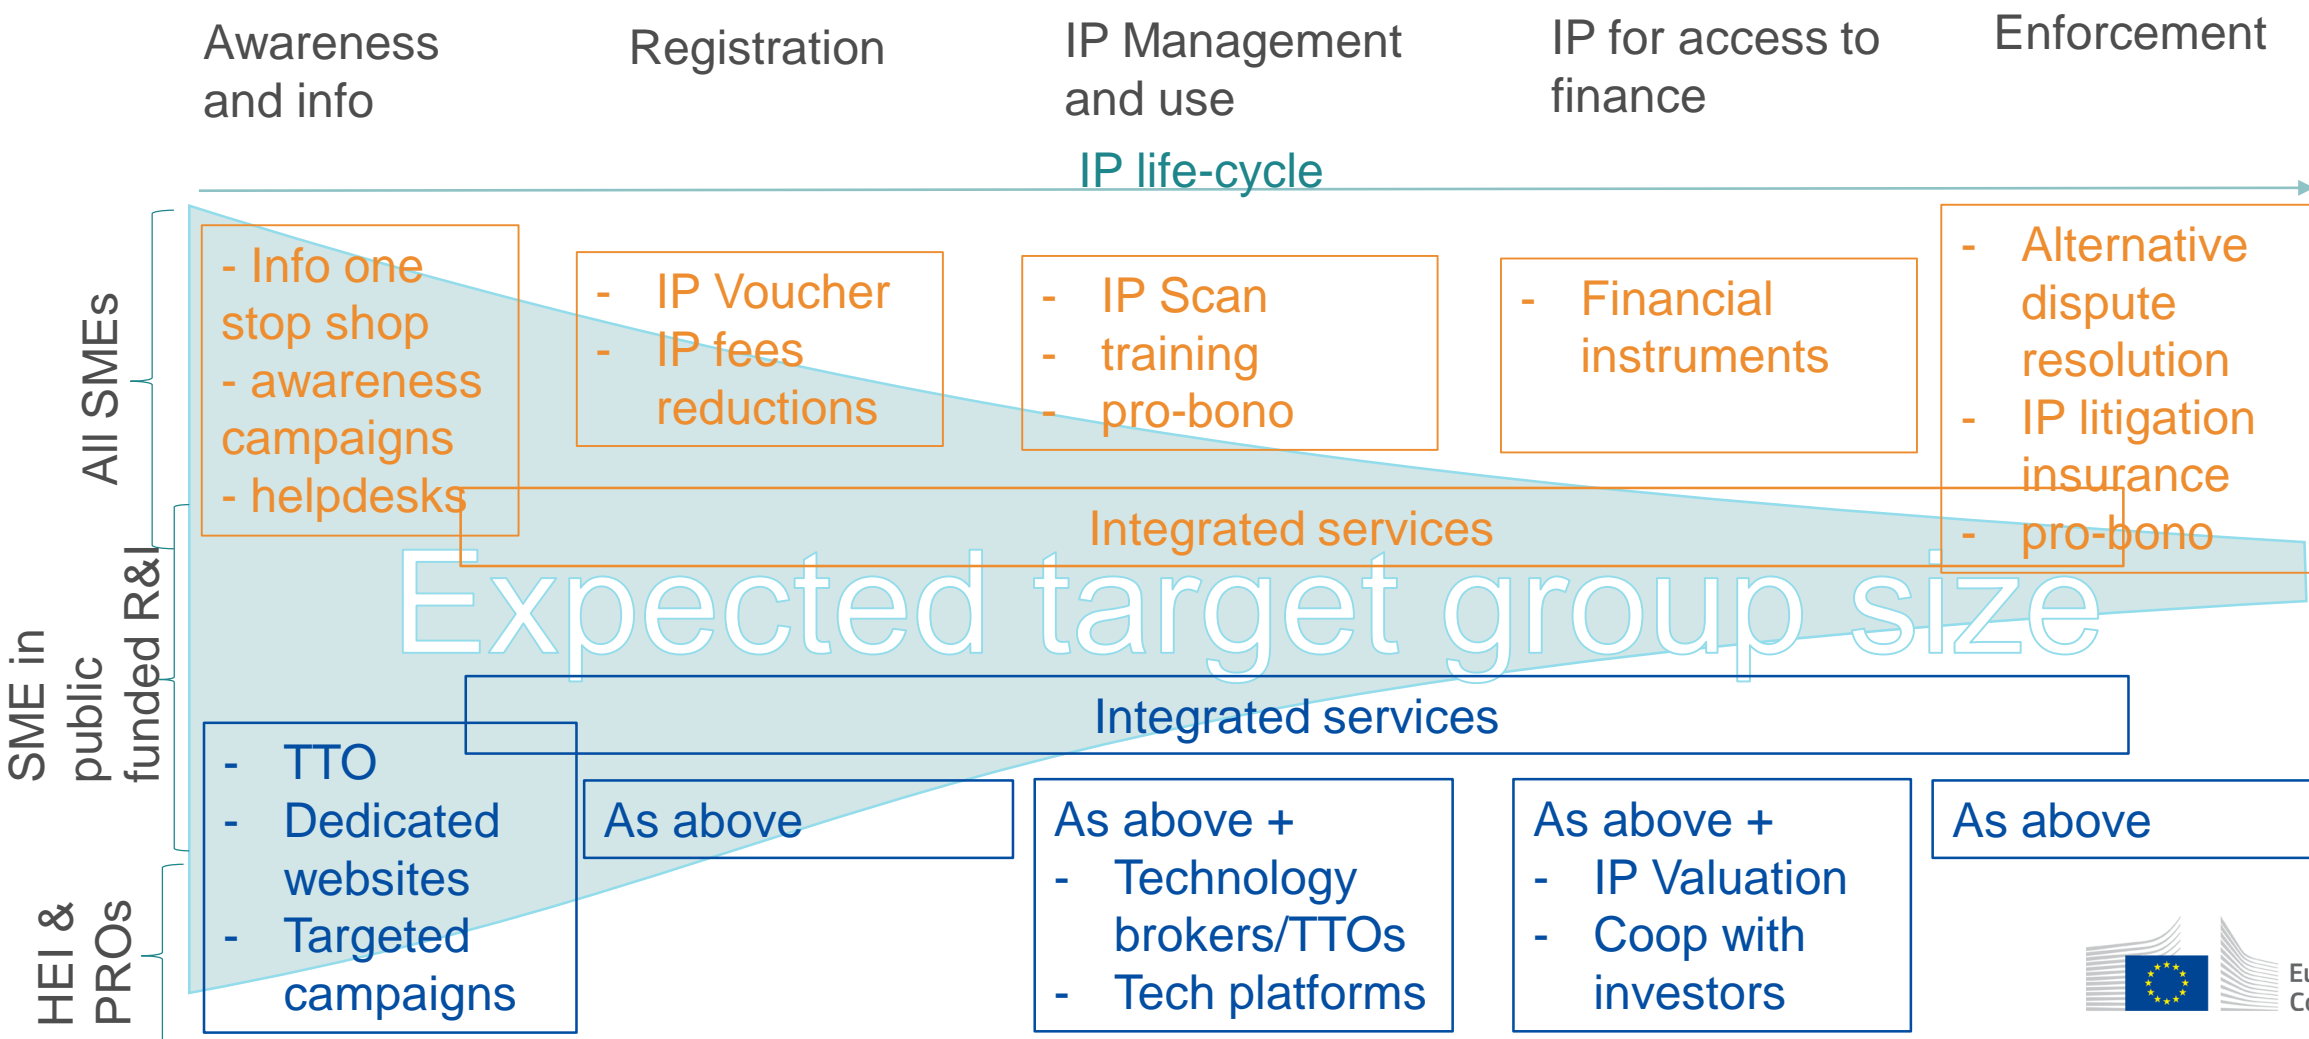 Awareness
and info
Registration
IP Management
and use
IP for access to
finance
Enforcement
IP life-cycle
All SMEs
- Info one
stop shop
- awareness
campaigns
- helpdesks
- IP Voucher
- IP fees
reductions
- IP Scan
- training
- pro-bono
- Financial
instruments
- Alternative
dispute
resolution
- IP litigation
insurance
- pro-bono
Integrated services
Expected target group size
SME in
public
funded R&I
Integrated services
- TTO
- Dedicated
websites
- Targeted
campaigns
As above
As above +
- Technology
brokers/TTOs
- Tech platforms
As above +
- IP Valuation
- Coop with
investors
As above
HEI &
PROs